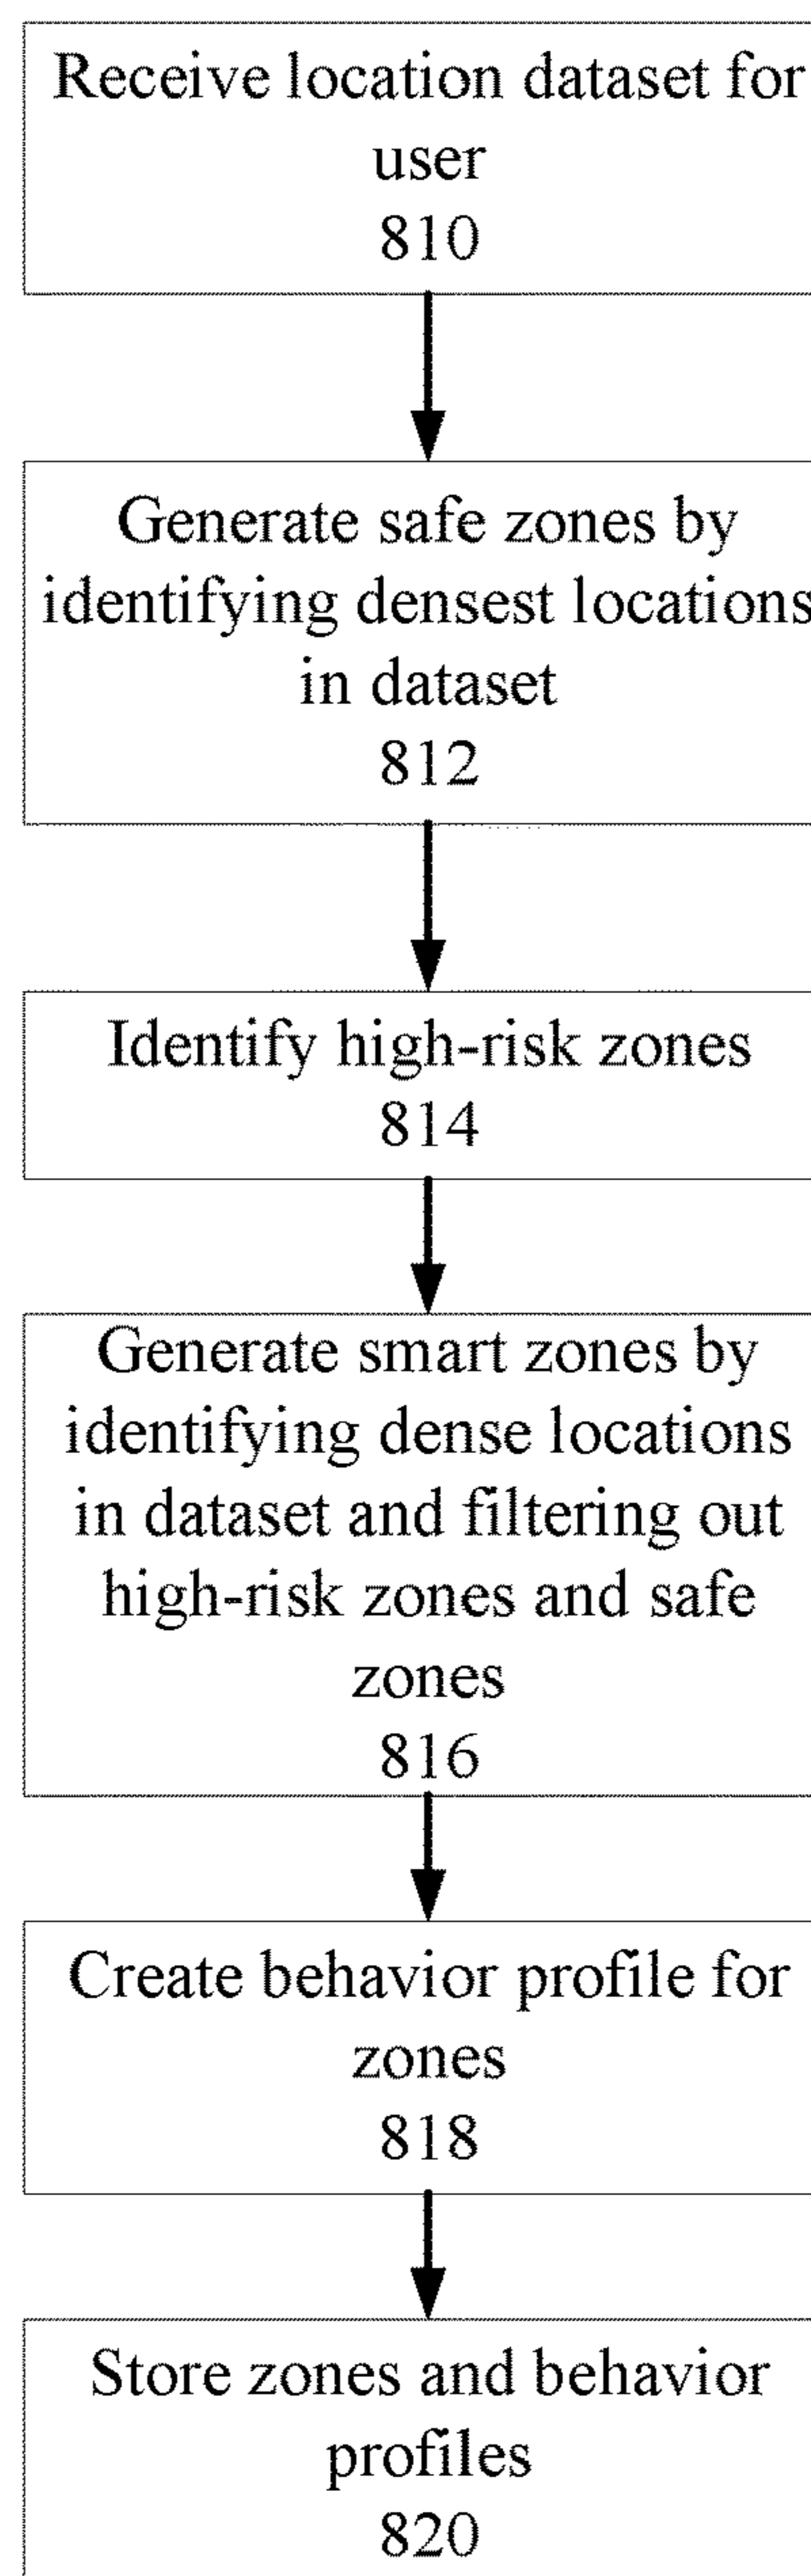 Receive location dataset for
user
810
Generate safe zones by
identifying densest locations
in dataset
812
Identify high-risk zones
814
Generate smart zones by
identifying dense locations
in dataset and filtering out
high-risk zones and safe
zones
816
Create behavior profile for
zones
818
Store zones and behavior
profiles
820